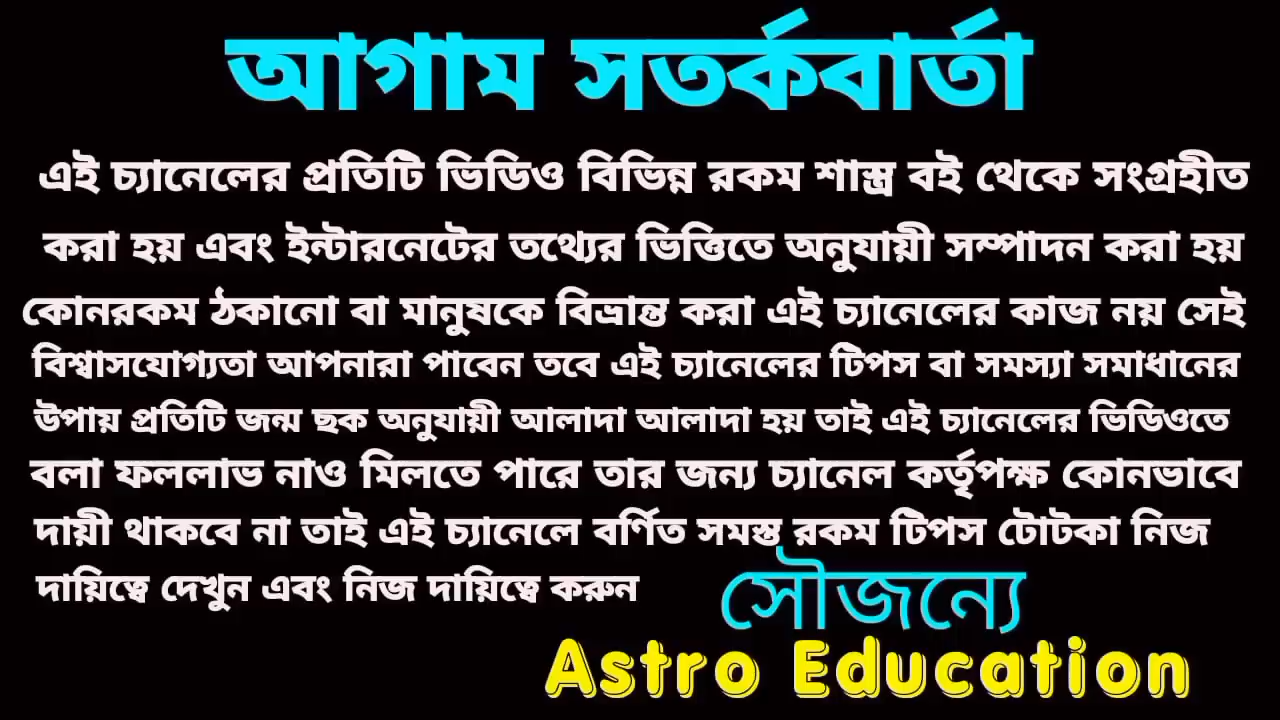 আগাম সতর্কবার্তা
এই চ্যানেলের প্রতিটি ভিডিও বিভিন্ন রকম শাস্ত্র বই থেকে সংগ্রহীত
করা হয় এবং ইন্টারনেটের তথ্যের ভিত্তিতে অনুযায়ী সম্পাদন করা হয়
কোনরকম ঠকানো বা মানুষকে বিভ্রান্ত করা এই চ্যানেলের কাজ নয় সেই
বিশ্বাসযোগ্যতা আপনারা পাবেন তবে এই চ্যানেলের টিপস বা সমস্যা সমাধানের
উপায় প্রতিটি জন্ম ছক অনুযায়ী আলাদা আলাদা হয় তাই এই চ্যানেলের ভিডিওতে
বলা ফললাভ নাও মিলতে পারে তার জন্য চ্যানেল কর্তৃপক্ষ কোনভাবে
দায়ী থাকবে না তাই এই চ্যানেলে বর্ণিত সমস্ত রকম টিপস টোটকা নিজ
দায়িত্বে দেখুন এবং নিজ দায়িত্বে করুন
সৌজন্যে
Astro Education